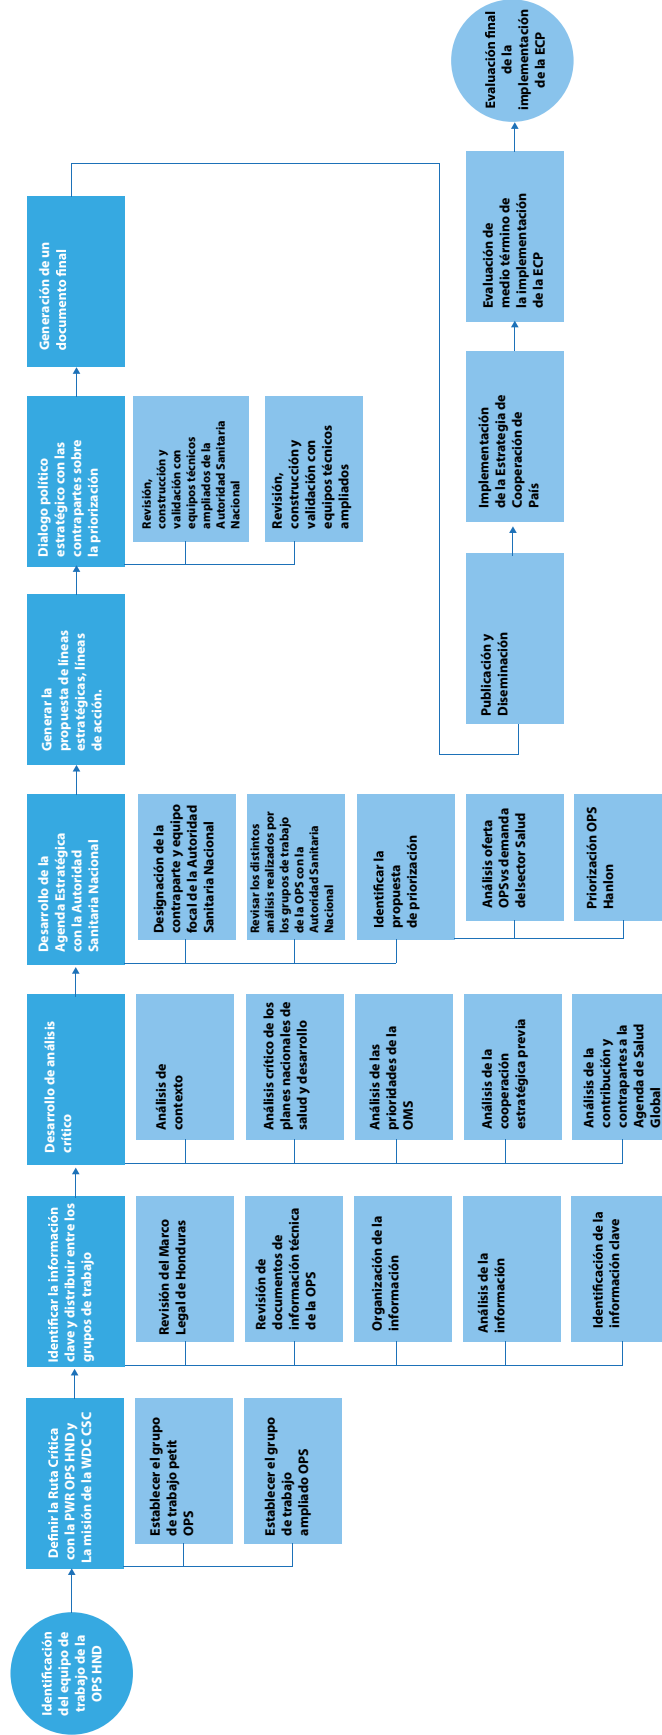 Identificación
del equipo de
trabajo de la
OPS HND
Definir la Ruta Crítica
con la PWR OPS HND y
La misión de la WDC CSC
Establecer el grupo
de trabajo petit
OPS
Establecer el grupo
de trabajo
ampliado OPS
Identificar la información
clave y distribuir entre los
grupos de trabajo
Revisión del Marco
Legal de Honduras
Revisión de
documentos de
información técnica
de la OPS
Organización de la
información
Análisis de la
información
Identificación de la
información clave
Desarrollo de análisis
crítico
Análisis de
contexto
Análisis crítico de los
planes nacionales de
salud y desarrollo
Análisis de las
prioridades de la
OMS
Análisis de la
cooperación
estratégica previa
Análisis de la
contribución y
contrapartes a la
Agenda de Salud
Global
Desarrollo de la
Agenda Estratégica
con la Autoridad
Sanitaria Nacional
Designación de la
contraparte y equipo
focal de la Autoridad
Sanitaria Nacional
Revisar los distintos
análisis realizados por
los grupos de trabajo
de la OPS con la
Autoridad Sanitaria
Nacional
Identificar la
propuesta
de priorización
Análisis oferta
OPSvs demanda
delsector Salud
Priorización OPS
Hanlon
Generar la
propuesta de líneas
estratégicas, líneas
de acción.
Dialogo político
estratégico con las
contrapartes sobre
la priorización
Revisión,
construcción y
validación con
equipos técnicos
ampliados de la
Autoridad Sanitaria
Nacional
Revisión,
construcción y
validación con
equipos técnicos
ampliados
Generación de un
documento final
Publicación y
Diseminación
Implementación
de la Estrategia de
Cooperación de
País
Evaluación de
medio término de
la implementación
de la ECP
Evaluación final
de la
implementación
de la ECP